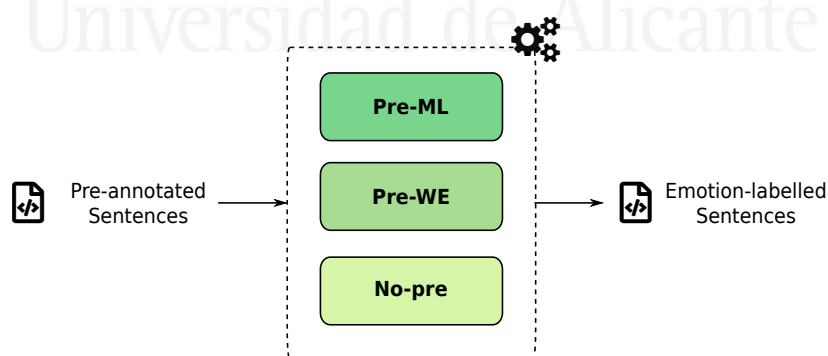 Universidad de Alicante
Pre-ML
Pre-annotated
Sentences
Pre-WE
Emotion-labelled
Sentences
No-pre